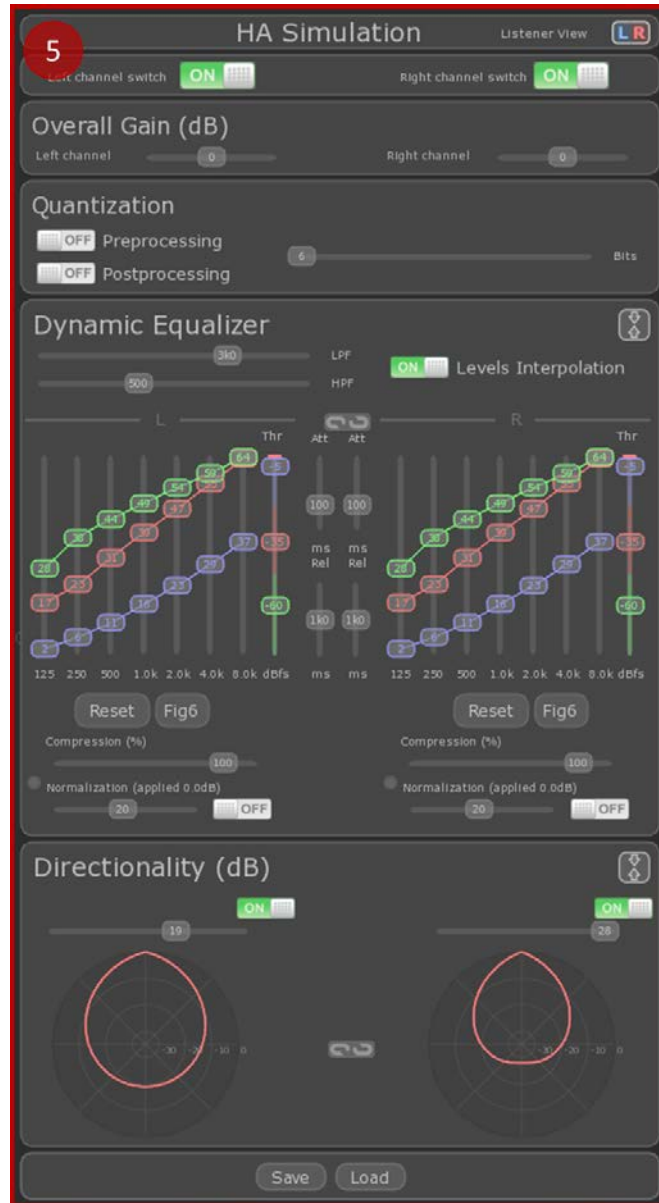 5
HA Simulation
Listener View
L R
Left channel switch ON
Right channel switch ON
Overall Gain (dB)
Left channel 0
Right channel 0
Quantization
OFF Preprocessing
6 Bits
OFF Postprocessing
Dynamic Equalizer
3k0 LPF
ON Levels Interpolation
500 HPF
L
R
Thr Att Att Thr
64 -5 64 -5
59 59
54 54
49 49
47 100 100 47
44 44
39 -35 39 -35
38 37 38 37
ms ms
31 Rel Rel 31
28 29 28 29
23 23 23 23
17 16 -60 1k0 1k0 17 16 -60
11 11
6 6
2 2
125 250 500 1.0k 2.0k 4.0k 8.0k dBfs ms ms 125 250 500 1.0k 2.0k 4.0k 8.0k dBfs
Reset Fig6
Reset Fig6
Compression (%)
100
Compression (%)
100
Normalization (applied 0.0dB)
20 OFF
Normalization (applied 0.0dB)
20 OFF
Directionality (dB)
ON
ON
19
28
-30 -20 -10 0
-30 -20 -10 0
Save Load